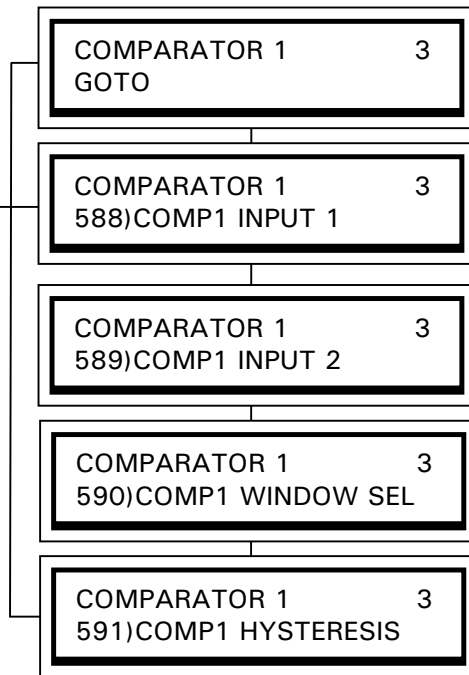 COMPARATOR 1 3
GOTO
COMPARATOR 1 3
588)COMP1 INPUT 1
COMPARATOR 1 3
589)COMP1 INPUT 2
COMPARATOR 1 3
590)COMP1 WINDOW SEL
COMPARATOR 1 3
591)COMP1 HYSTERESIS